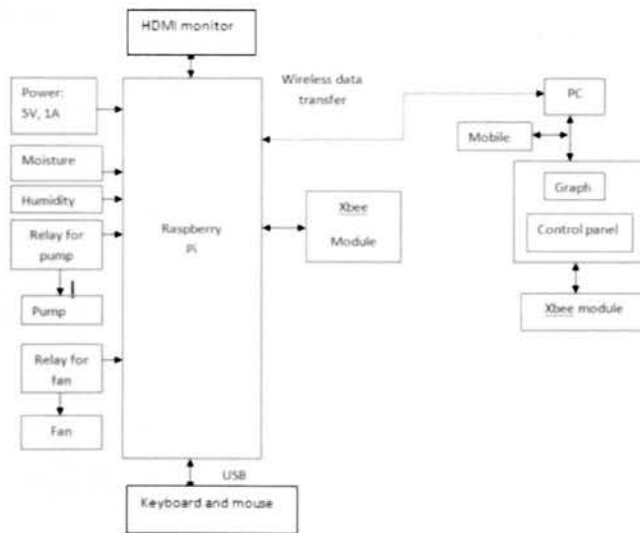 HDMI monitor
Power:
5V, 1A
Wireless data
transfer
PC
Mobile
Moisture
Graph
Humidity
Xbee
Module
Relay for
pump
Raspberry
Pi
Control panel
Pump
Xbee module
Relay for
fan
Fan
USB
Keyboard and mouse